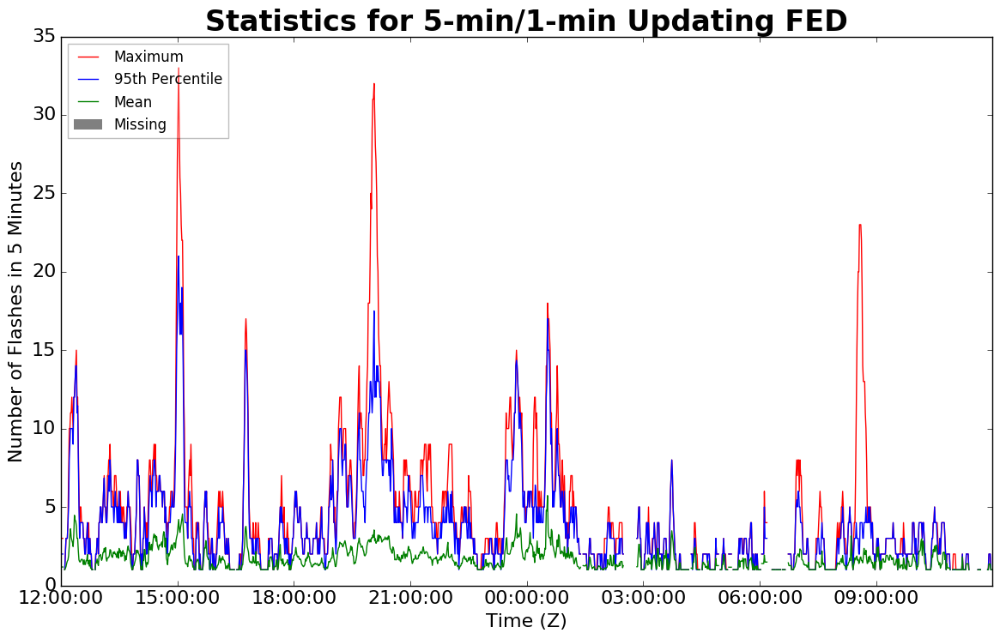 Statistics for 5-min/1-min Updating FED
Maximum
95th Percentile
Mean
Missing
Number of Flashes in 5 Minutes
35
30
25
20
15
10
5
0
12:00:00 15:00:00 18:00:00 21:00:00 00:00:00 03:00:00 06:00:00 09:00:00
Time (Z)